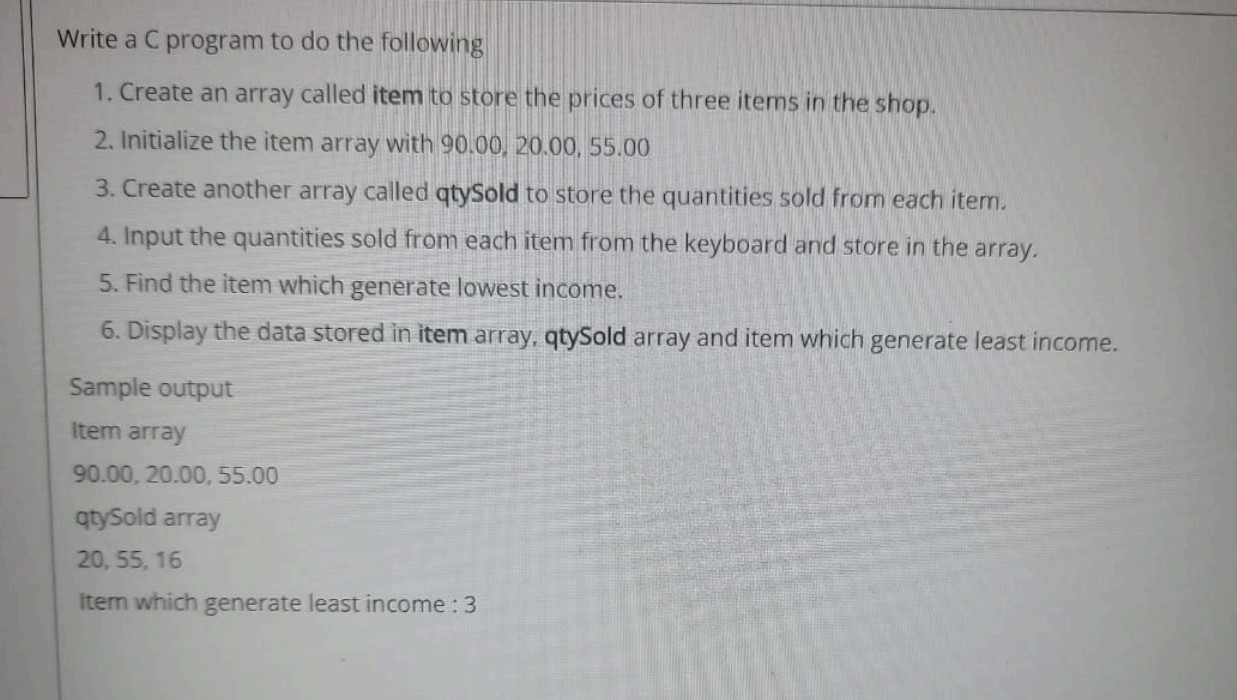 Write a C program to do the following
1. Create an array called item to store the prices of three items in the shop.
2. Initialize the item array with 90.00, 20.00, 55.00
3. Create another array called qtySold to store the quantities sold from each item.
4. Input the quantities sold from each item from the keyboard and store in the array.
5. Find the item which generate lowest income.
6. Display the data stored in item array, qtySold array and item which generate least income.
Sample output
Item array
90.00, 20.00, 55.00
qtySold array
20, 55, 16
Item which generate least income : 3